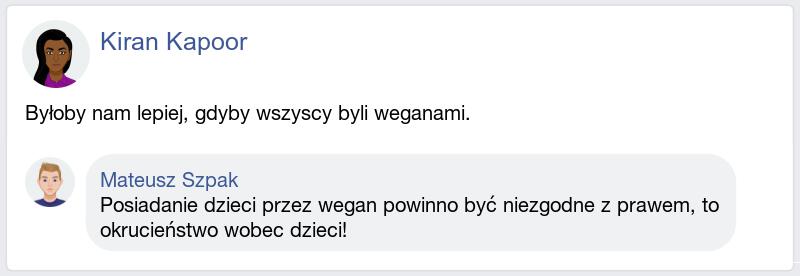 Kiran Kapoor
Byłoby nam lepiej, gdyby wszyscy byli weganami.
Mateusz Szpak
Posiadanie dzieci przez wegan powinno być niezgodne z prawem, to
okrucieństwo wobec dzieci!